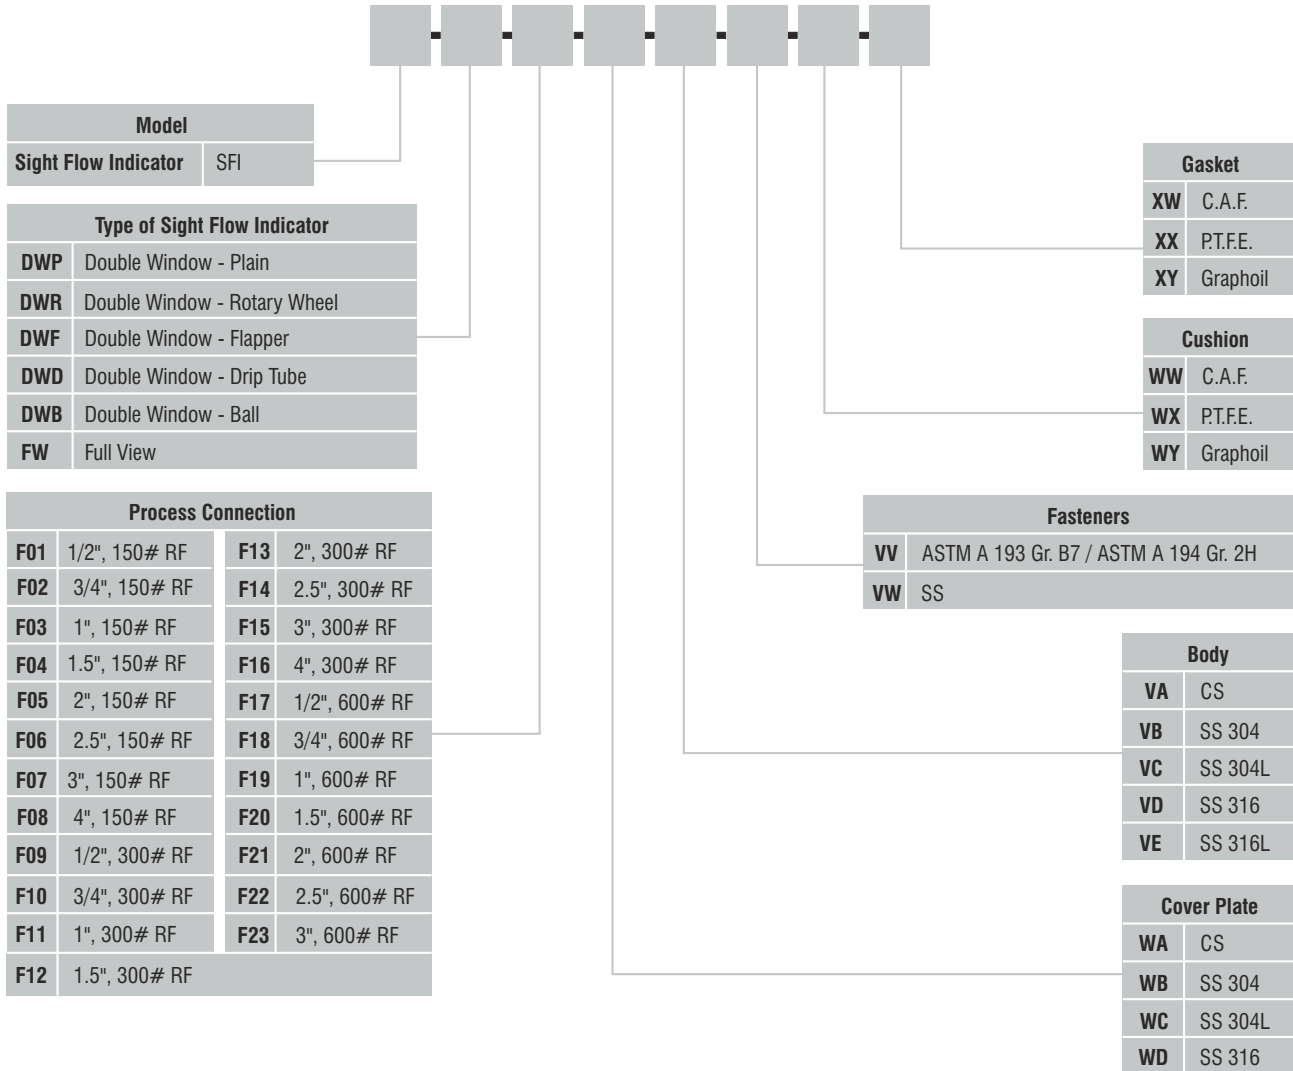 Model
Sight Flow Indicator SFI
Type of Sight Flow Indicator
DWP Double Window - Plain
DWR Double Window - Rotary Wheel
DWF Double Window - Flapper
DWD Double Window - Drip Tube
DWB Double Window - Ball
FW Full View
Process Connection
F01 1/2", 150# RF F13 2", 300# RF
F02 3/4", 150# RF F14 2.5", 300# RF
F03 1", 150# RF F15 3", 300# RF
F04 1.5", 150# RF F16 4", 300# RF
F05 2", 150# RF F17 1/2", 600# RF
F06 2.5", 150# RF F18 3/4", 600# RF
F07 3", 150# RF F19 1", 600# RF
F08 4", 150# RF F20 1.5", 600# RF
F09 1/2", 300# RF F21 2", 600# RF
F10 3/4", 300# RF F22 2.5", 600# RF
F11 1", 300# RF F23 3", 600# RF
F12 1.5", 300# RF
Gasket
XW C.A.F.
XX P.T.F.E.
XY Graphoil
Cushion
WW C.A.F.
WX P.T.F.E.
WY Graphoil
Fasteners
VV ASTM A 193 Gr. B7 / ASTM A 194 Gr. 2H
VW SS
Body
VA CS
VB SS 304
VC SS 304L
VD SS 316
VE SS 316L
Cover Plate
WA CS
WB SS 304
WC SS 304L
WD SS 316